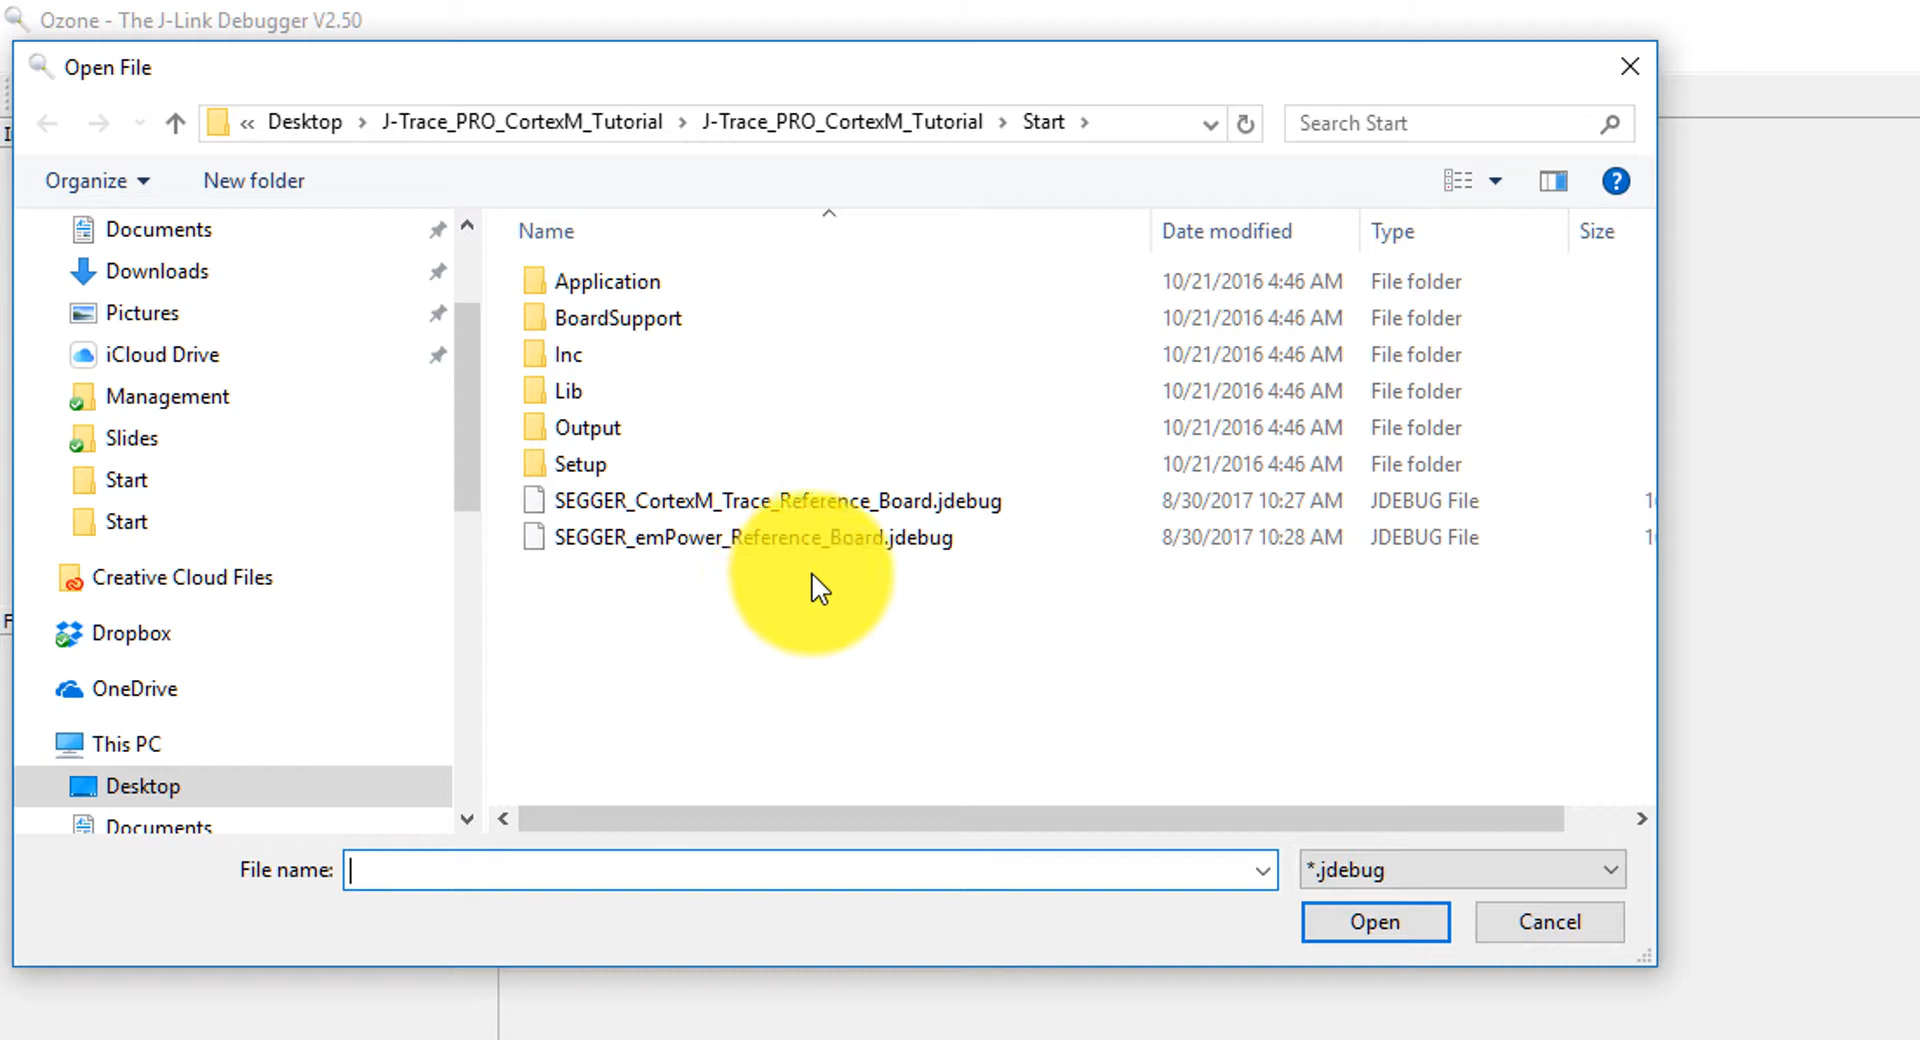 Ozone - The J-Link Debugger V2.50
Open File
« Desktop > J-Trace_PRO_CortexM_Tutorial > J-Trace_PRO_CortexM_Tutorial > Start >
Search Start
Organize
New folder
Documents
Downloads
Pictures
iCloud Drive
Management
Slides
Start
Start
Creative Cloud Files
Dropbox
OneDrive
This PC
Desktop
Documents
Name Date modified Type Size
Application 10/21/2016 4:46 AM File folder
BoardSupport 10/21/2016 4:46 AM File folder
Inc 10/21/2016 4:46 AM File folder
Lib 10/21/2016 4:46 AM File folder
Output 10/21/2016 4:46 AM File folder
Setup 10/21/2016 4:46 AM File folder
SEGGER_CortexM_Trace_Reference_Board.jdebug 8/30/2017 10:27 AM JDEBUG File
SEGGER_emPower_Reference_Board.jdebug 8/30/2017 10:28 AM JDEBUG File
File name:
*.jdebug
Open
Cancel